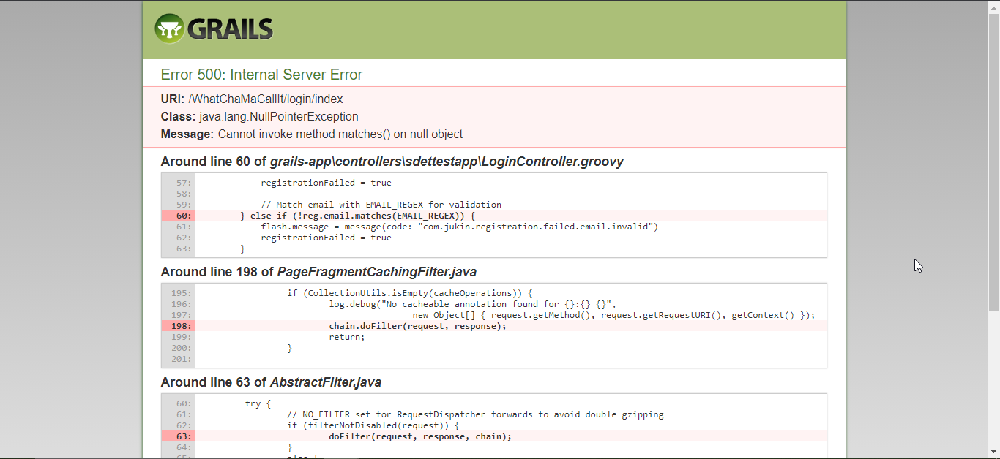 GRAILS
Error 500: Internal Server Error
URI: /WhatChaMaCallIt/login/index
Class: java.lang.NullPointerException
Message: Cannot invoke method matches() on null object
Around line 60 of grails-app\controllers\sdettestapp\LoginController.groovy
57: registrationFailed = true
58:
59: // Match email with EMAIL_REGEX for validation
60: } else if (!reg.email.matches(EMAIL_REGEX)) {
61: flash.message = message(code: "com.jukin.registration.failed.email.invalid")
62: registrationFailed = true
63: }
Around line 198 of PageFragmentCachingFilter.java
195: if (CollectionUtils.isEmpty(cacheOperations)) {
196: log.debug("No cacheable annotation found for {}:{} {}",
197: new Object[] { request.getMethod(), request.getRequestURI(), getContext() });
198: chain.doFilter(request, response);
199: return;
200: }
201:
Around line 63 of AbstractFilter.java
60: try {
61: // NO_FILTER set for RequestDispatcher forwards to avoid double gzipping
62: if (filterNotDisabled(request)) {
63: doFilter(request, response, chain);
64: }
65: else {